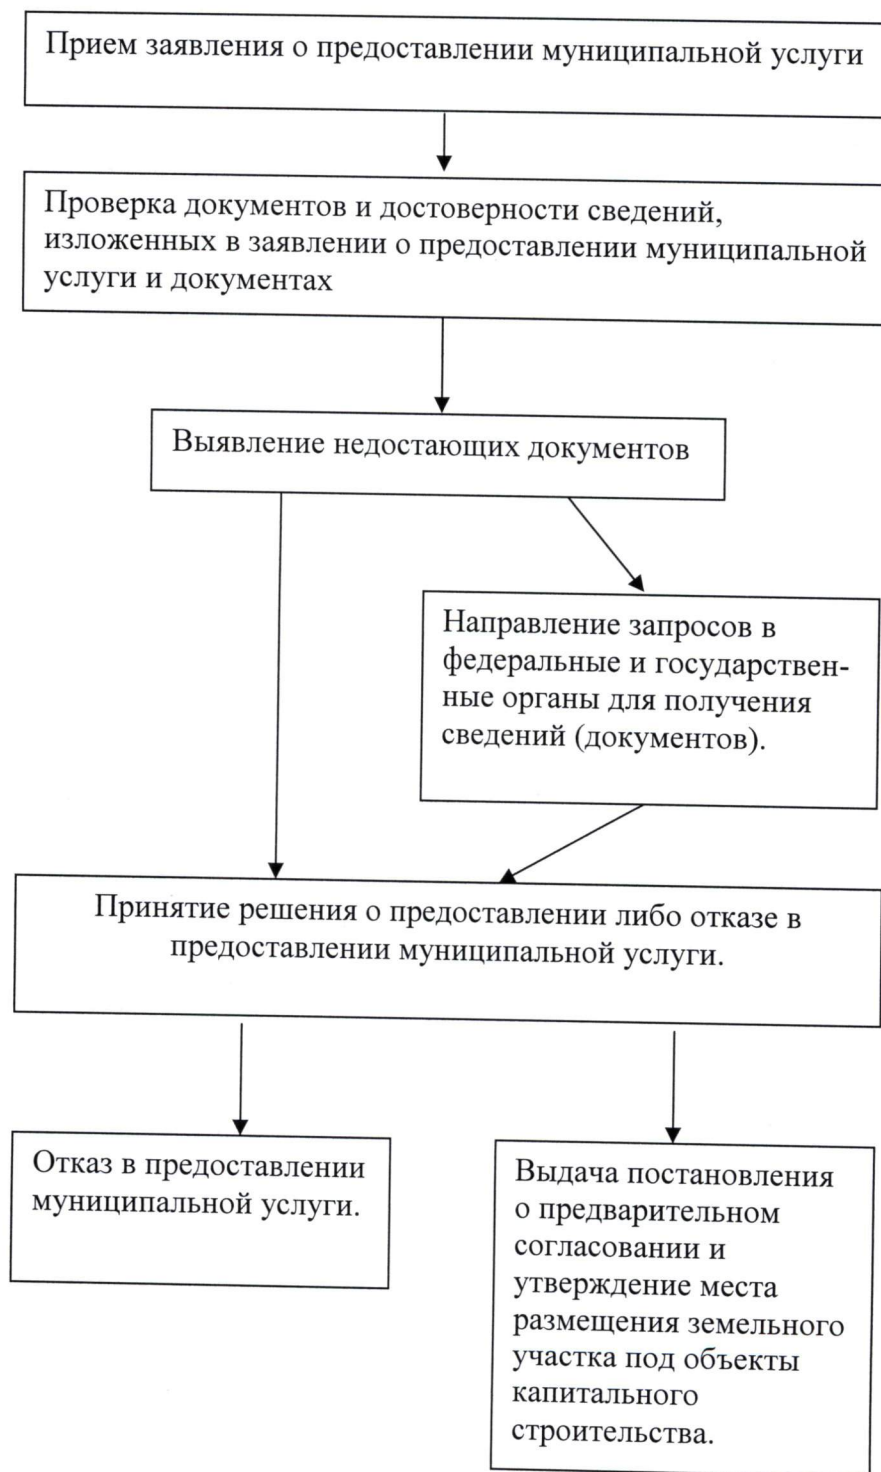 Прием заявления о предоставлении муниципальной услуги
Проверка документов и достоверности сведений,
изложенных в заявлении о предоставлении муниципальной
услуги и документах
Выявление недостающих документов
Направление запросов в
федеральные и государствен-
ные органы для получения
сведений (документов).
Принятие решения о предоставлении либо отказе в
предоставлении муниципальной услуги.
Отказ в предоставлении
муниципальной услуги.
Выдача постановления
о предварительном
согласовании и
утверждение места
размещения земельного
участка под объекты
капитального
строительства.